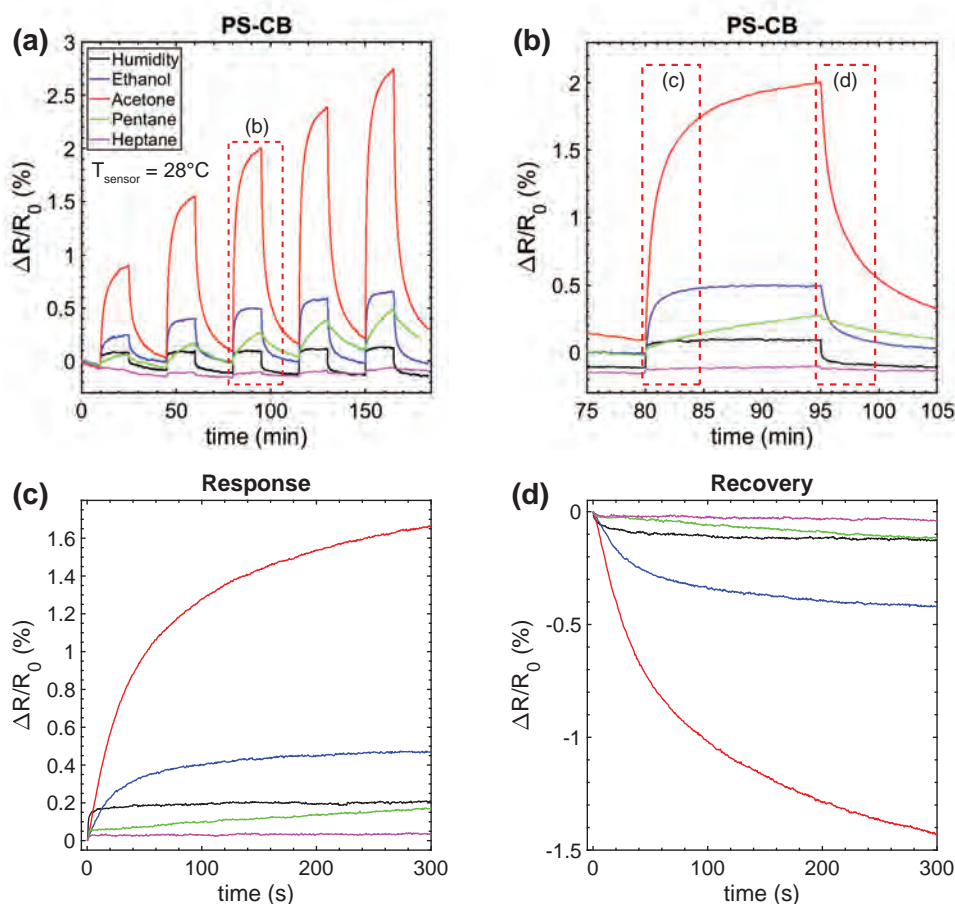 (a)
PS-CB
3
2.5
2
1.5
1
0.5
0
ΔR/R0 (%)
Humidity
Ethanol
Acetone
Pentane
Heptane
Tsensor = 28°C
(b)
0
50
100
150
time (min)
(b)
PS-CB
2.0
1.5
1.0
0.5
0
ΔR/R0 (%)
(c)
(d)
75
80
85
90
95
100
105
time (min)
(c)
Response
1.6
1.4
1.2
1
0.8
0.6
0.4
0.2
0
ΔR/R0 (%)
0
100
200
300
time (s)
(d)
Recovery
0
-0.5
-1
-1.5
ΔR/R0 (%)
0
100
200
300
time (s)